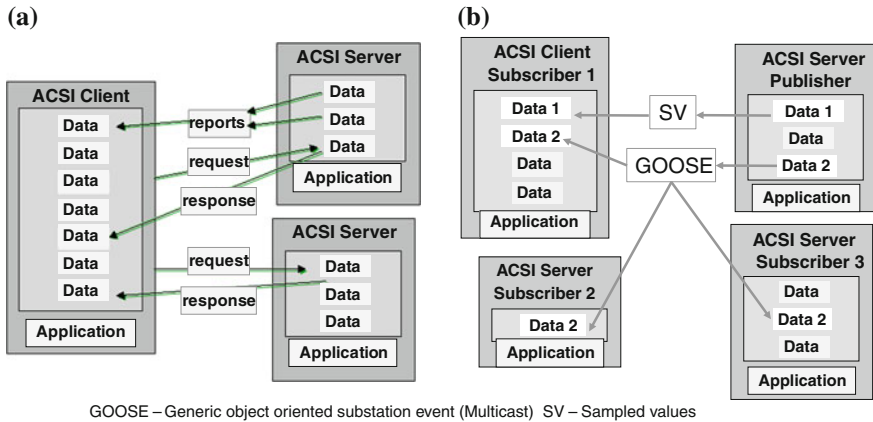 (a)
ACSI Client
Data
Data
Data
Data
Data
Data
Data
Application
reports
request
response
request
response
ACSI Server
Data
Data
Data
Application
ACSI Server
Data
Data
Data
Application
(b)
ACSI Client
Subscriber 1
Data 1
Data 2
Data
Data
Application
SV
GOOSE
ACSI Server
Publisher
Data 1
Data
Data 2
Application
ACSI Server
Subscriber 2
Data 2
Application
ACSI Server
Subscriber 3
Data
Data 2
Data
Application
GOOSE – Generic object oriented substation event (Multicast) SV – Sampled values